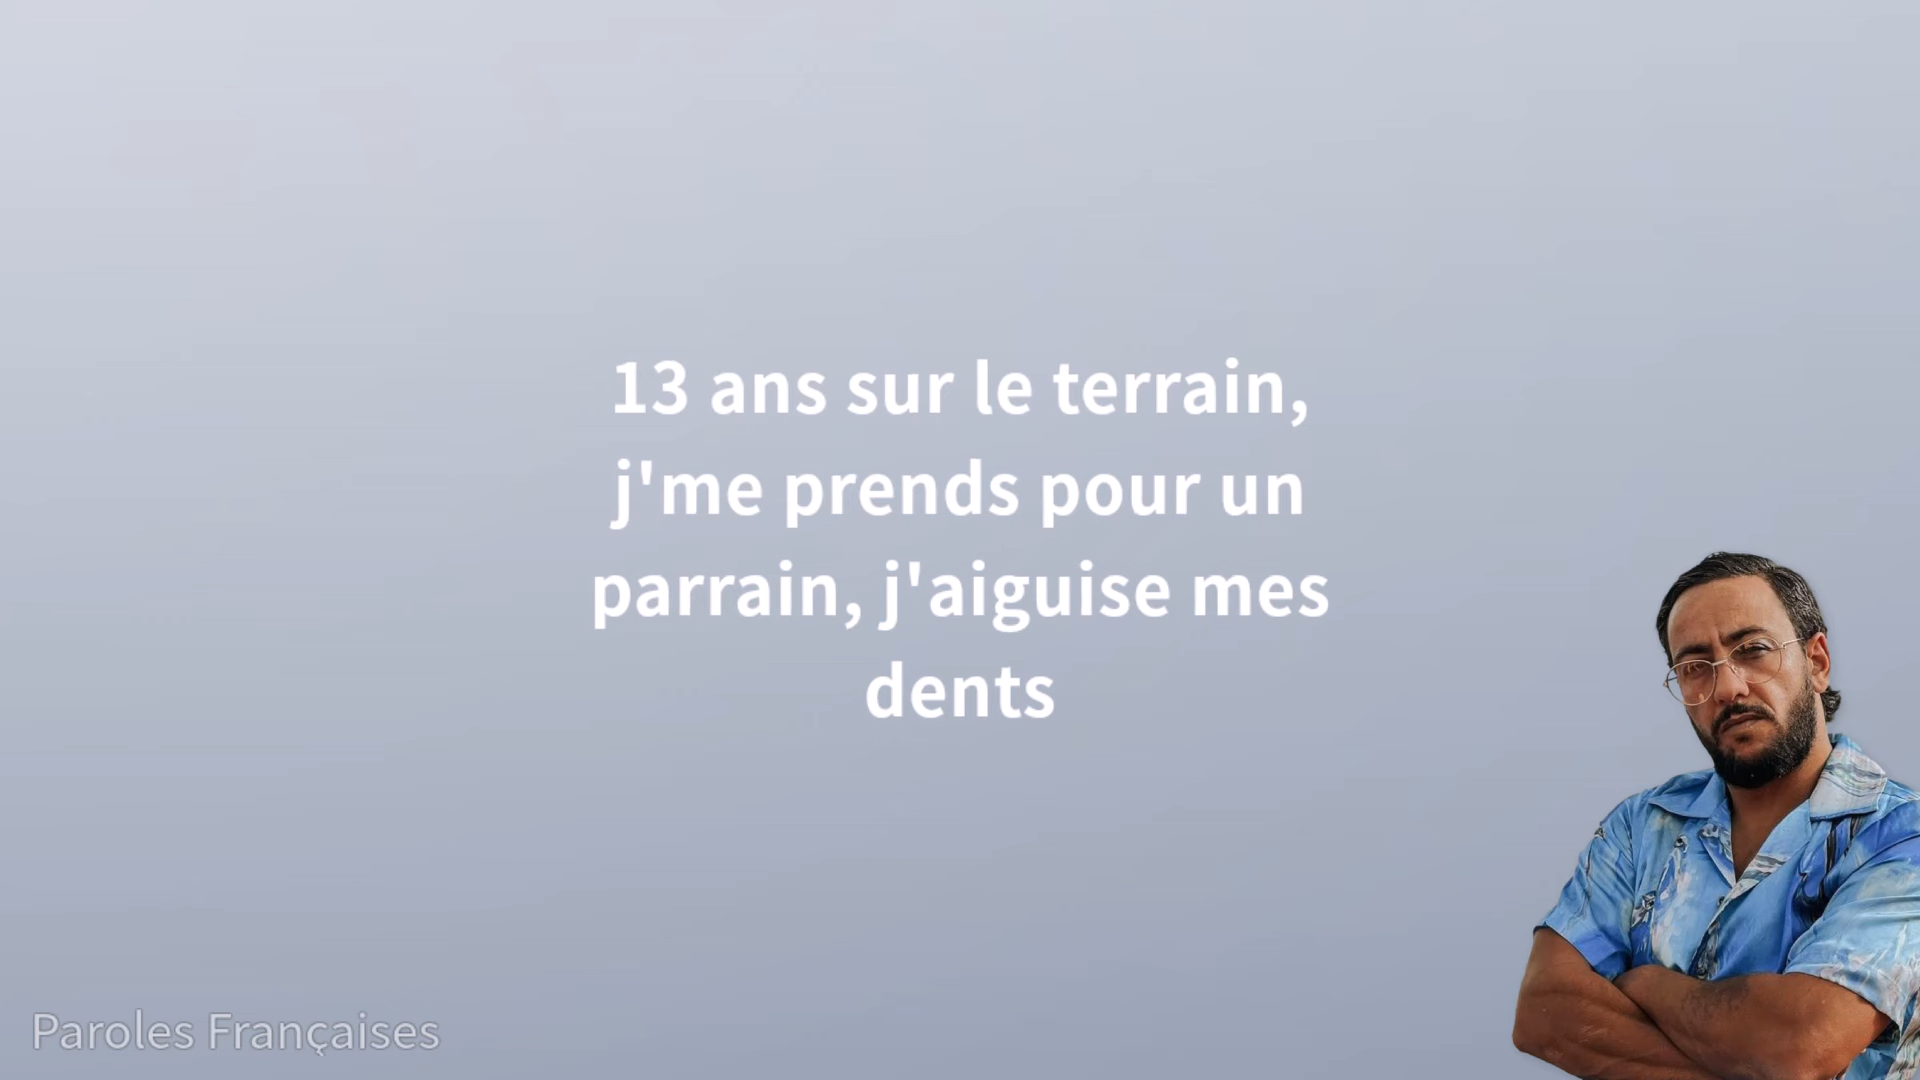 13 ans sur le terrain,
j'me prends pour un
parrain, j'aiguise mes
dents
Paroles Françaises